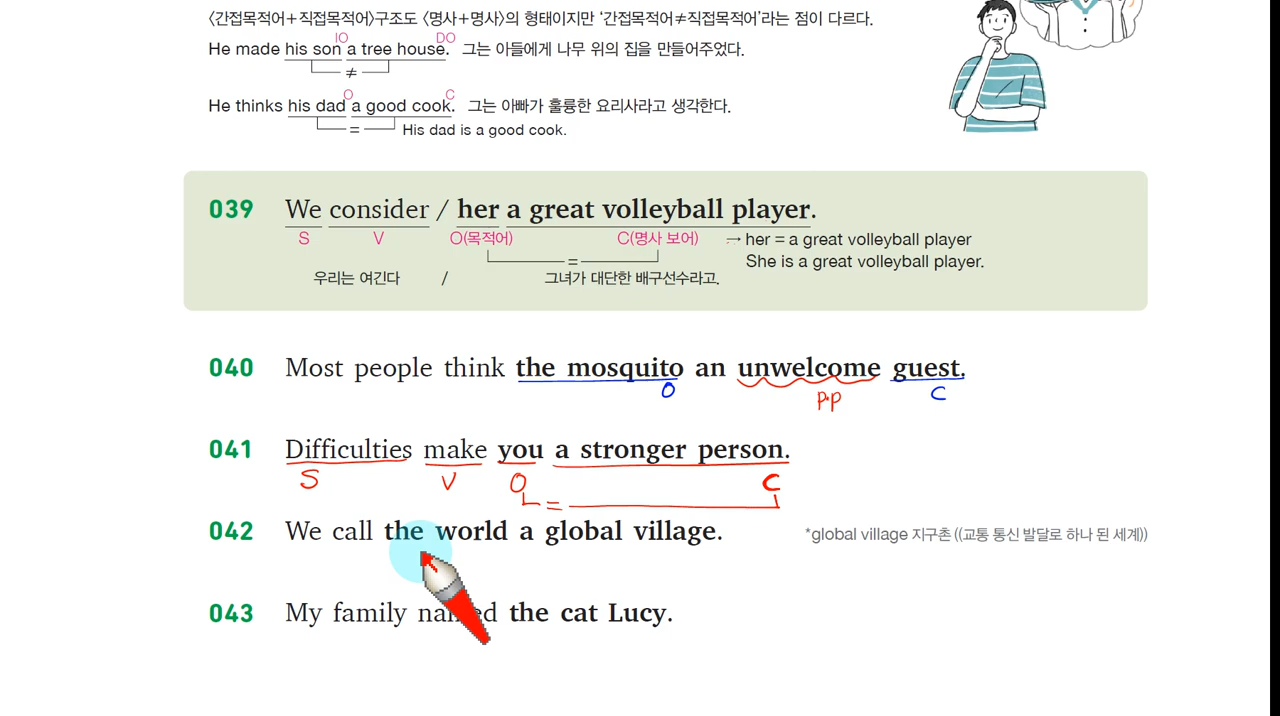 〈간접목적어+직접목적어〉구조도 〈명사+명사〉의 형태이지만 ‘간접목적어≠직접목적어’라는 점이 다르다.
IO DO
He made his son a tree house. 그는 아들에게 나무 위의 집을 만들어주었다.
≠
O C
He thinks his dad a good cook. 그는 아빠가 훌륭한 요리사라고 생각한다.
= His dad is a good cook.
039 We consider / her a great volleyball player.
S V O(목적어) C(명사 보어) → her = a great volleyball player
= She is a great volleyball player.
우리는 여긴다 / 그녀가 대단한 배구선수라고.
040 Most people think the mosquito an unwelcome guest.
O p.p C
041 Difficulties make you a stronger person.
S V O C
=
042 We call the world a global village. *global village 지구촌 ((교통 통신 발달로 하나 된 세계))
043 My family named the cat Lucy.